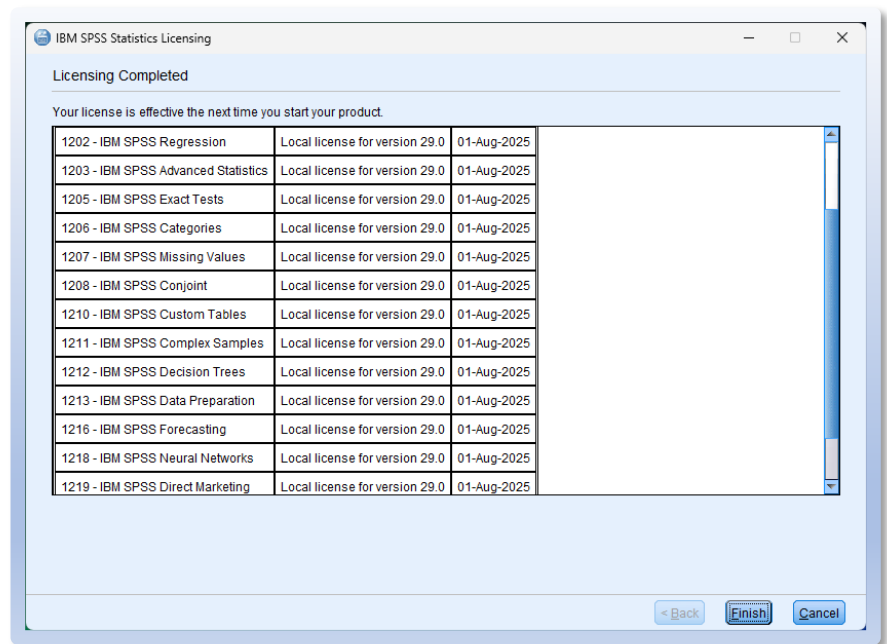 IBM SPSS Statistics Licensing
Licensing Completed
Your license is effective the next time you start your product.
1202 - IBM SPSS Regression Local license for version 29.0 01-Aug-2025
1203 - IBM SPSS Advanced Statistics Local license for version 29.0 01-Aug-2025
1205 - IBM SPSS Exact Tests Local license for version 29.0 01-Aug-2025
1206 - IBM SPSS Categories Local license for version 29.0 01-Aug-2025
1207 - IBM SPSS Missing Values Local license for version 29.0 01-Aug-2025
1208 - IBM SPSS Conjoint Local license for version 29.0 01-Aug-2025
1210 - IBM SPSS Custom Tables Local license for version 29.0 01-Aug-2025
1211 - IBM SPSS Complex Samples Local license for version 29.0 01-Aug-2025
1212 - IBM SPSS Decision Trees Local license for version 29.0 01-Aug-2025
1213 - IBM SPSS Data Preparation Local license for version 29.0 01-Aug-2025
1216 - IBM SPSS Forecasting Local license for version 29.0 01-Aug-2025
1218 - IBM SPSS Neural Networks Local license for version 29.0 01-Aug-2025
1219 - IBM SPSS Direct Marketing Local license for version 29.0 01-Aug-2025
< Back Finish Cancel